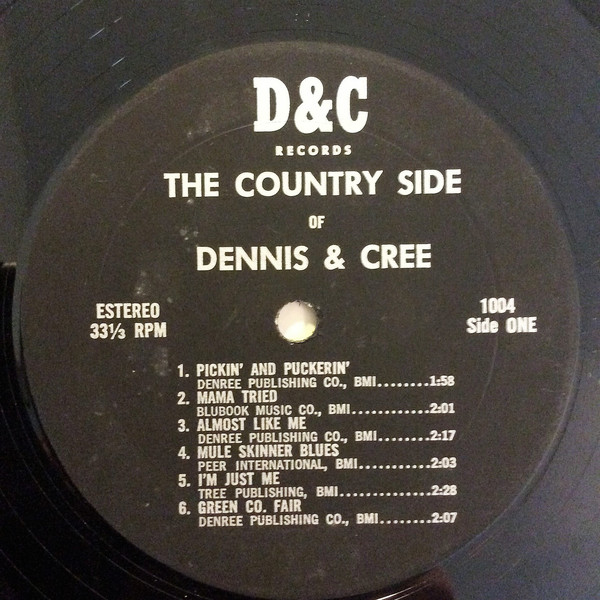 D&C
RECORDS
THE COUNTRY SIDE
OF
DENNIS & CREE
ESTEREO
33⅓ RPM
1004
Side ONE
1. PICKIN' AND PUCKERIN'
DENREE PUBLISHING CO., BMI........1:58
2. MAMA TRIED
BLUBOOK MUSIC CO., BMI...........2:01
3. ALMOST LIKE ME
DENREE PUBLISHING CO., BMI........2:17
4. MULE SKINNER BLUES
PEER INTERNATIONAL, BMI..........2:03
5. I'M JUST ME
TREE PUBLISHING, BMI.............2:28
6. GREEN CO. FAIR
DENREE PUBLISHING CO., BMI........2:07